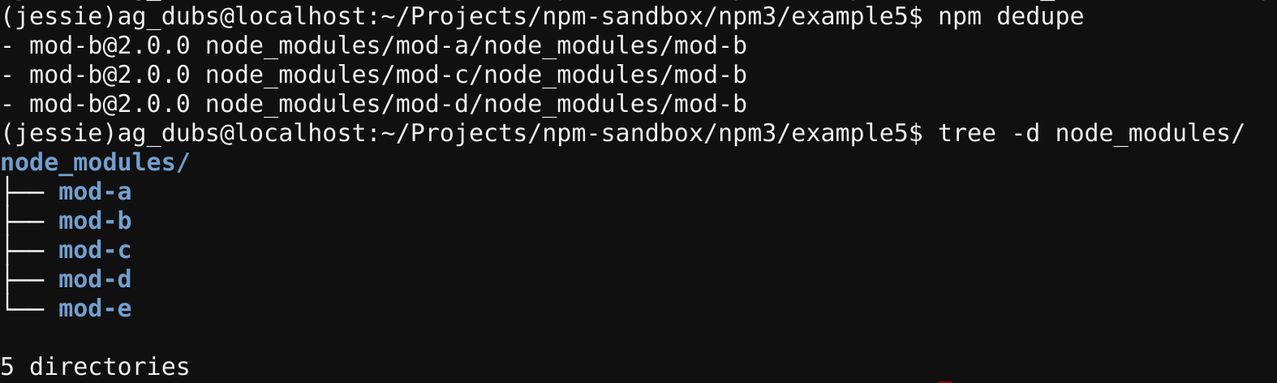 (jessie)ag_dubs@localhost:~/Projects/npm-sandbox/npm3/example5$ npm dedupe
- mod-b@2.0.0 node_modules/mod-a/node_modules/mod-b
- mod-b@2.0.0 node_modules/mod-c/node_modules/mod-b
- mod-b@2.0.0 node_modules/mod-d/node_modules/mod-b
(jessie)ag_dubs@localhost:~/Projects/npm-sandbox/npm3/example5$ tree -d node_modules/
node_modules/
├── mod-a
├── mod-b
├── mod-c
├── mod-d
└── mod-e
5 directories